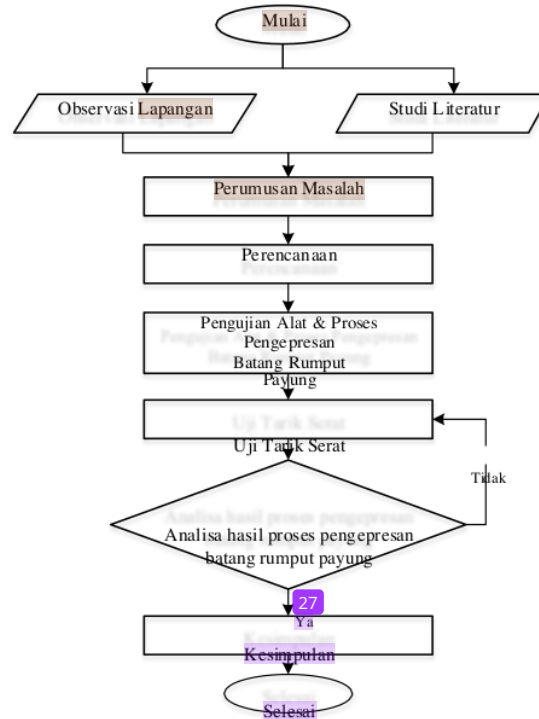 Mulai
Observasi Lapangan
Studi Literatur
Perumusan Masalah
Perencanaan
Pengujian Alat & Proses
Pengepresan
Batang Rumput
Payung
Uji Tarik Serat
Tidak
Analisa hasil proses pengepresan
batang rumput payung
27
Ya
Kesimpulan
Selesai